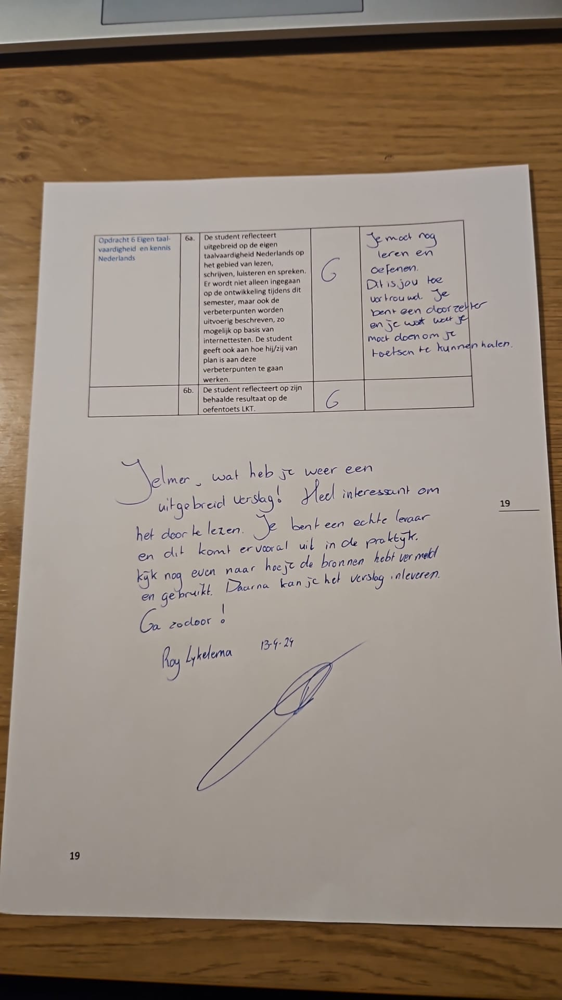 Opdracht 6 Eigen taal-
vaardigheid en kennis
Nederlands
6a.
De student reflecteert
uitgebreid op de eigen
taalvaardigheid Nederlands op
het gebied van lezen,
schrijven, luisteren en spreken.
Er wordt niet alleen ingegaan
op de ontwikkeling tijdens dit
semester, maar ook de
verbeterpunten worden
uitvoerig beschreven, zo
mogelijk op basis van
internettesten. De student
geeft ook aan hoe hij/zij van
plan is aan deze
verbeterpunten te gaan
werken.
G
Je moet nog
leren en
oefenen.
Dit is jou toe
vertrouwd. Je
bent een doorzetter
en je weet wat je
moet doen om je
toetsen te kunnen halen.
6b.
De student reflecteert op zijn
behaalde resultaat op de
oefentoets LKT.
G
Jelmer, wat heb je weer een
uitgebreid verslag! Heel interessant om
het door te lezen. Je bent een echte leraar
en dit komt er vooral uit in de praktijk.
kijk nog even naar hoe je de bronnen hebt vermeld
en gebruikt. Daarna kan je het verslag inleveren.
Ga zo door!
Roy 13-4-24
19
19